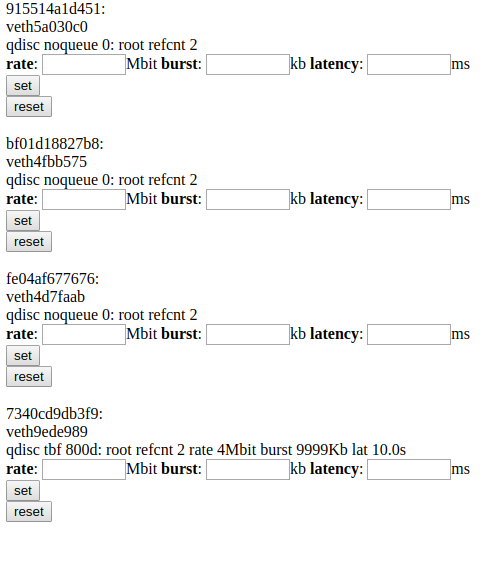 915514a1d451:
veth5a030c0
qdisc noqueue 0: root refcnt 2
rate: Mbit burst: kb latency: ms
set
reset
bf01d18827b8:
veth4fbb575
qdisc noqueue 0: root refcnt 2
rate: Mbit burst: kb latency: ms
set
reset
fe04af677676:
veth4d7faab
qdisc noqueue 0: root refcnt 2
rate: Mbit burst: kb latency: ms
set
reset
7340cd9db3f9:
veth9ede989
qdisc tbf 800d: root refcnt 2 rate 4Mbit burst 9999Kb lat 10.0s
rate: Mbit burst: kb latency: ms
set
reset